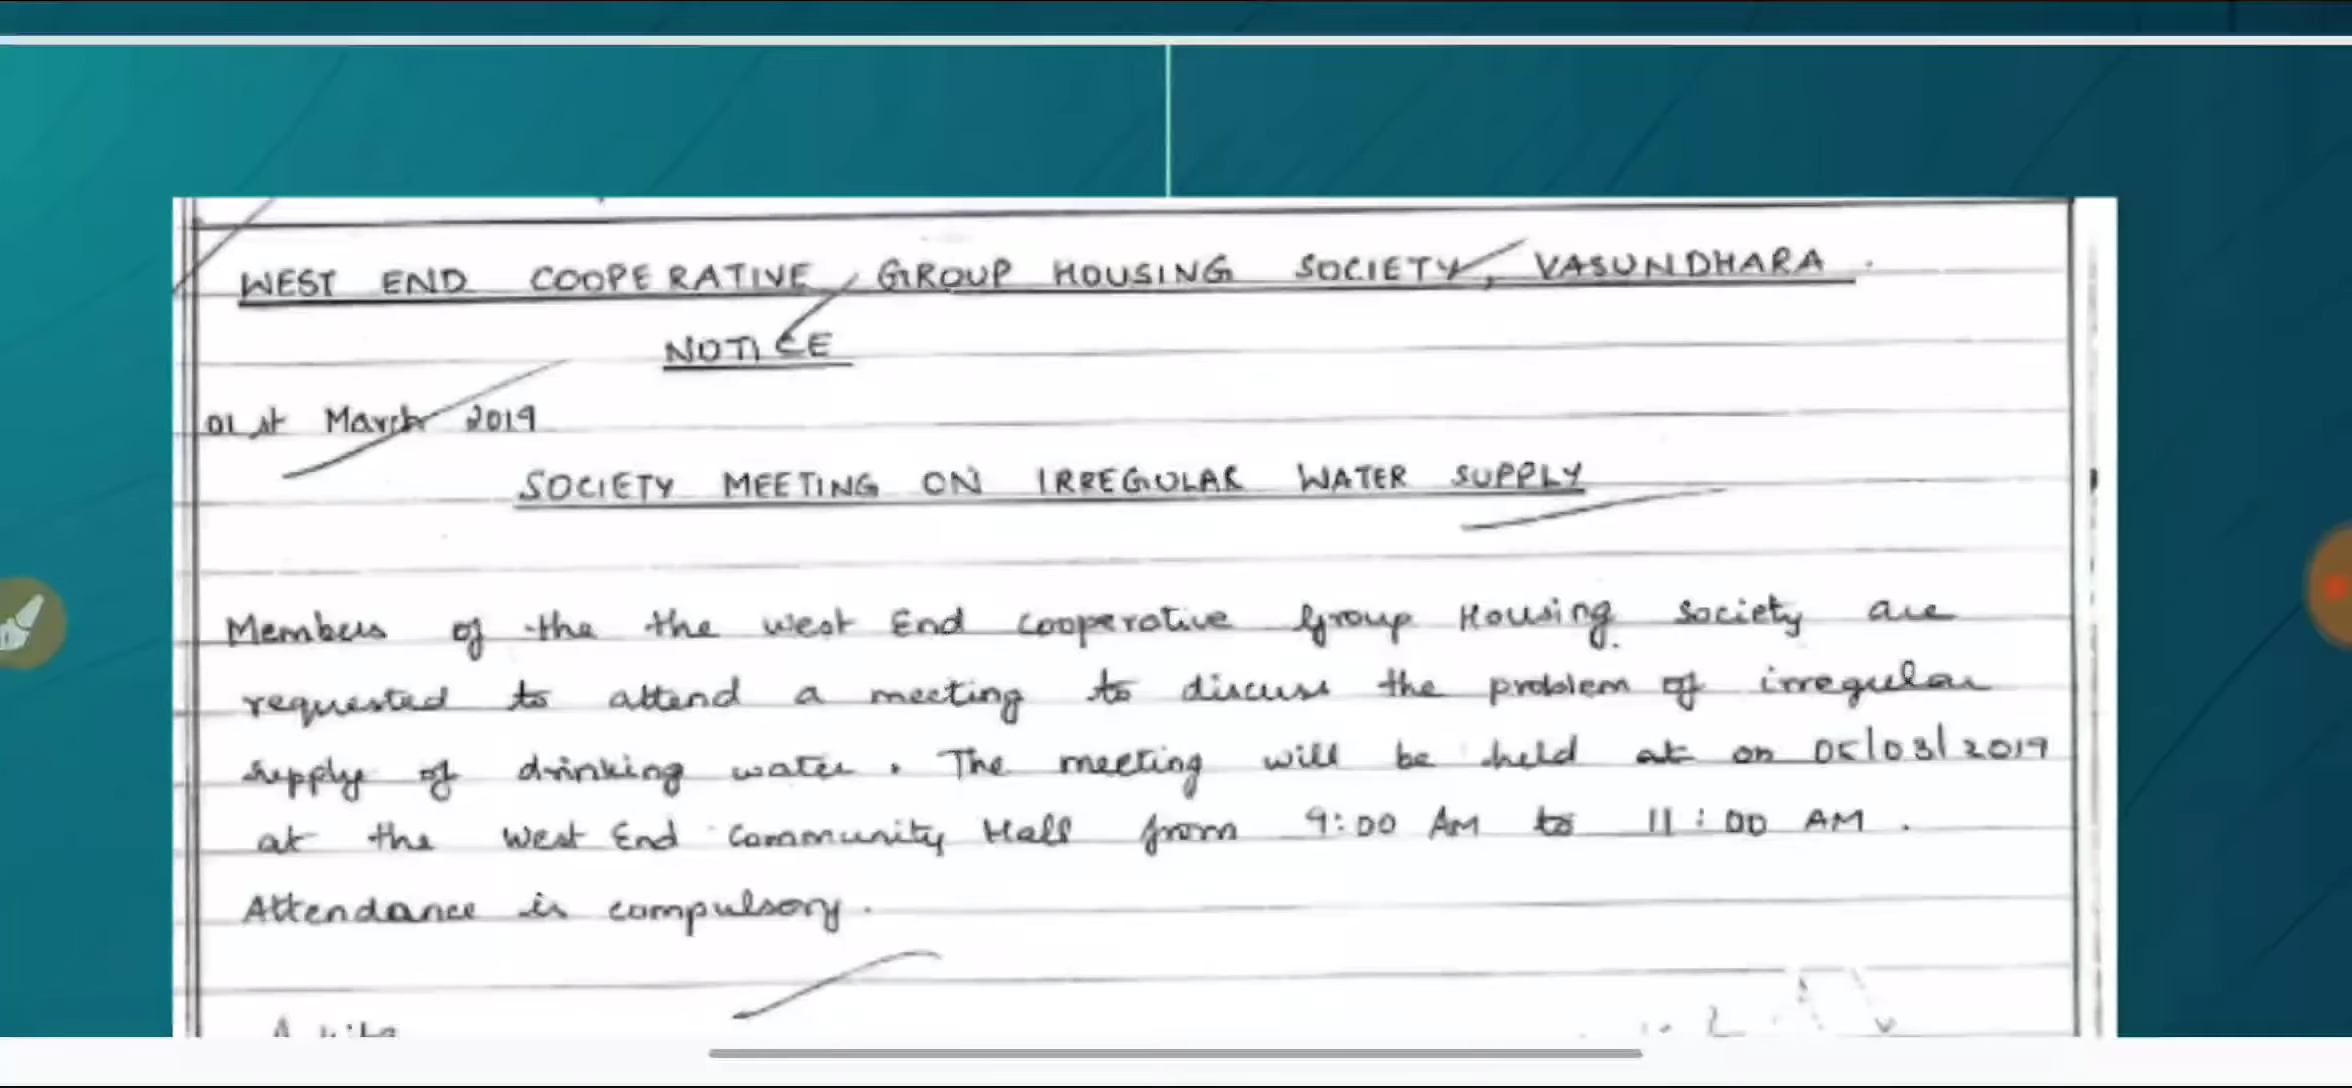 WEST END COOPERATIVE GROUP HOUSING SOCIETY, VASUNDHARA.
NOTICE
01st March 2019
SOCIETY MEETING ON IRREGULAR WATER SUPPLY
Members of the the West End Cooperative Group Housing Society are
requested to attend a meeting to discuss the problem of irregular
supply of drinking water. The meeting will be held at on 05/03/2019
at the West End Community Hall from 9:00 AM to 11:00 AM.
Attendance is compulsory.